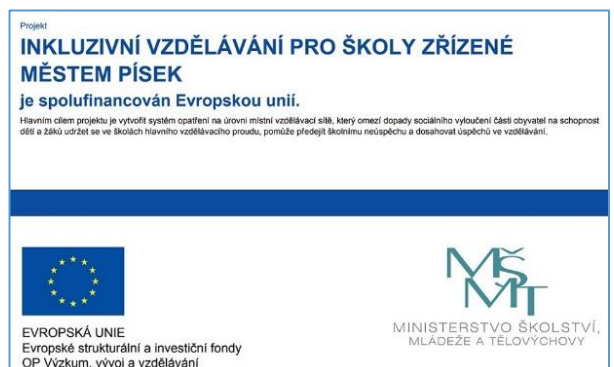 Projekt
INKLUZIVNÍ VZDĚLÁVÁNÍ PRO ŠKOLY ZŘÍZENÉ
MĚSTEM PÍSEK
je spolufinancován Evropskou unií.
Hlavním cílem projektu je vytvořit systém opatření na úrovni místní vzdělávací sítě, který omezí dopady sociálního vyloučení části obyvatel na schopnost
dětí a žáků udržet se ve školách hlavního vzdělávacího proudu, pomůže předejít školnímu neúspěchu a dosahovat úspěchů ve vzdělávání.
EVROPSKÁ UNIE
Evropské strukturální a investiční fondy
OP Výzkum, vývoj a vzdělávání
MŠMT
MINISTERSTVO ŠKOLSTVÍ,
MLÁDEŽE A TĚLOVÝCHOVY